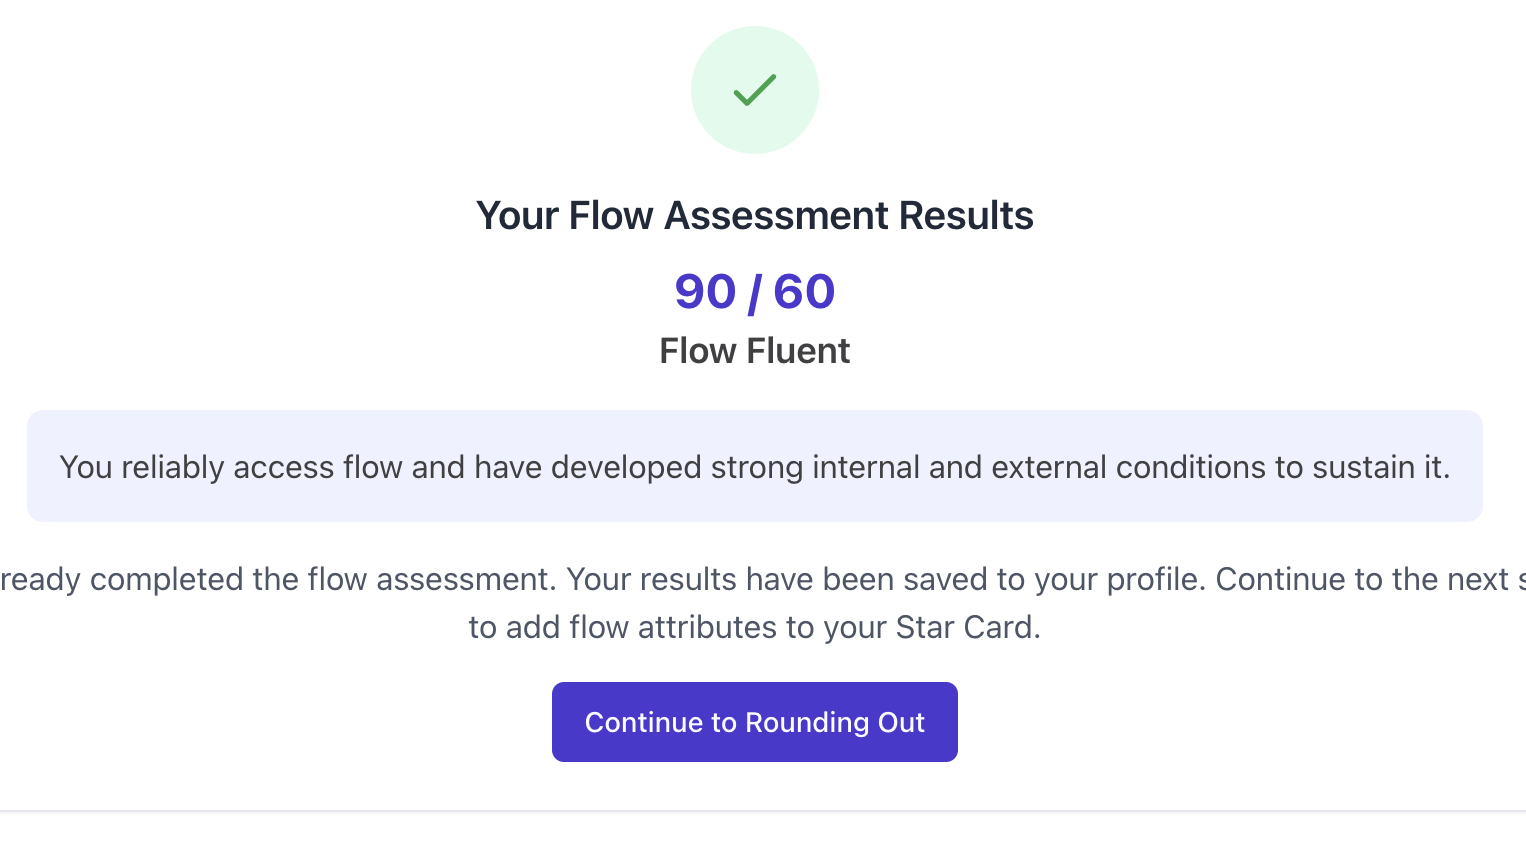 Your Flow Assessment Results
90 / 60
Flow Fluent
You reliably access flow and have developed strong internal and external conditions to sustain it.
ready completed the flow assessment. Your results have been saved to your profile. Continue to the next s
to add flow attributes to your Star Card.
Continue to Rounding Out